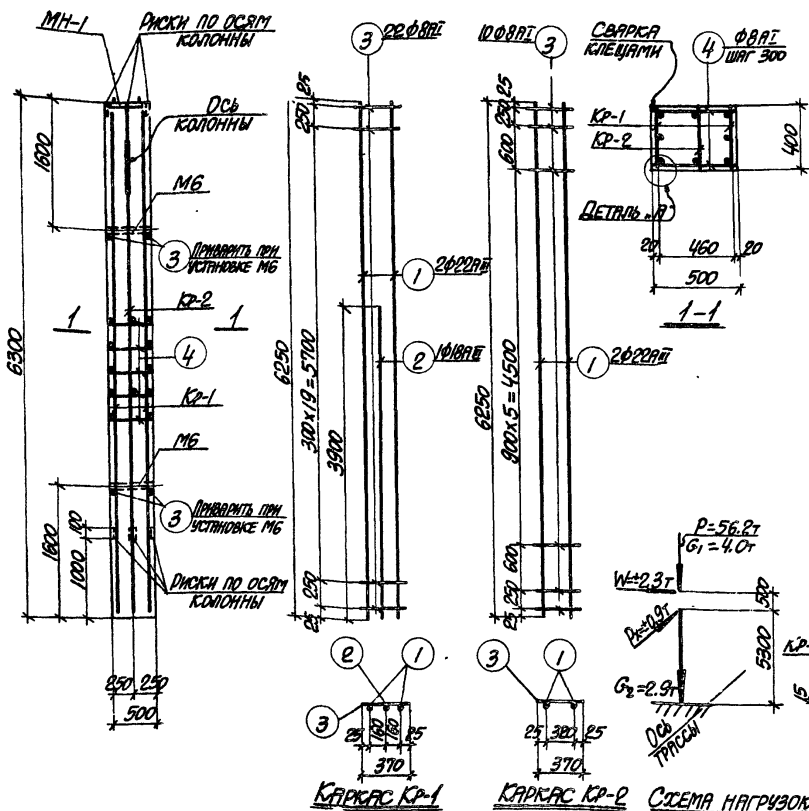 МН-1
Риски по осям
колонны
Ось
колонны
1600
М6
3
Приварить при
установке М6
Кр-2
1
1
4
6300
Кр-1
М6
3
Приварить при
установке М6
1600
100
1000
Риски по осям
колонны
250
250
500
3
22ф8АI
25
250
1
2ф22АIII
2
1ф18АIII
6250
300х19=5700
3900
250
25
2
1
3
25
160
160
25
370
Каркас Кр-1
10ф8АI
3
25
250
600
6250
900х5=4500
1
2ф22АIII
600
250
25
3
1
25
320
25
370
Каркас Кр-2
Сварка
клещами
4
ф8АI
шаг 300
Кр-1
Кр-2
400
Деталь „А"
20
460
20
500
1-1
P=56.2т
G1=4.0т
W=±2.3т
500
Px=±0.9т
5300
G2=2.9т
Ось
трассы
Схема нагрузок
15